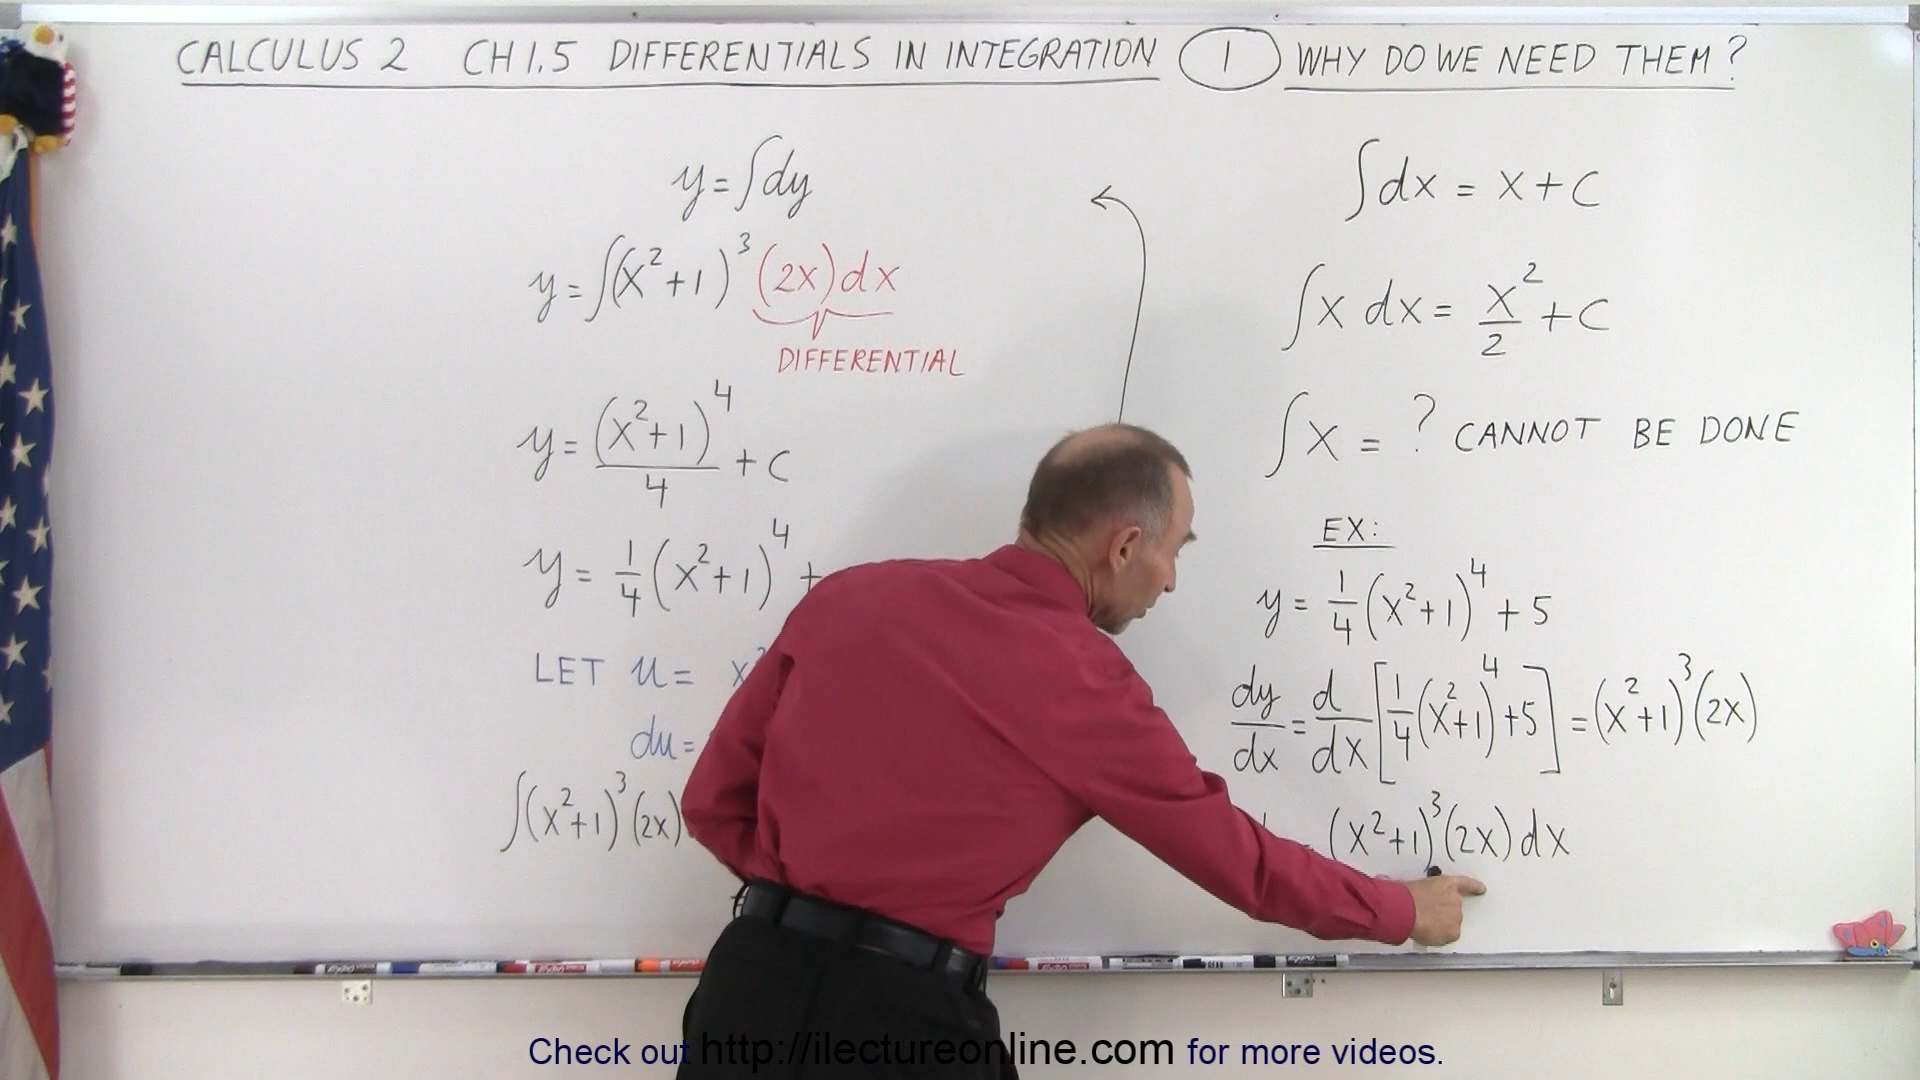 CALCULUS 2 CH 1.5 DIFFERENTIALS IN INTEGRATION ① WHY DO WE NEED THEM?
y = ∫dy
y = ∫(x²+1)³(2x)dx
DIFFERENTIAL
y = (x²+1)⁴/4 + C
y = 1/4 (x²+1)⁴ +
LET u = x²
du =
∫(x²+1)³(2x)
∫dx = x + C
∫x dx = x²/2 + C
∫x = ? CANNOT BE DONE
EX:
y = 1/4 (x²+1)⁴ + 5
dy/dx = d/dx [1/4 (x²+1)⁴ + 5] = (x²+1)³(2x)
(x²+1)³(2x)dx
Check out http://ilectureonline.com for more videos.